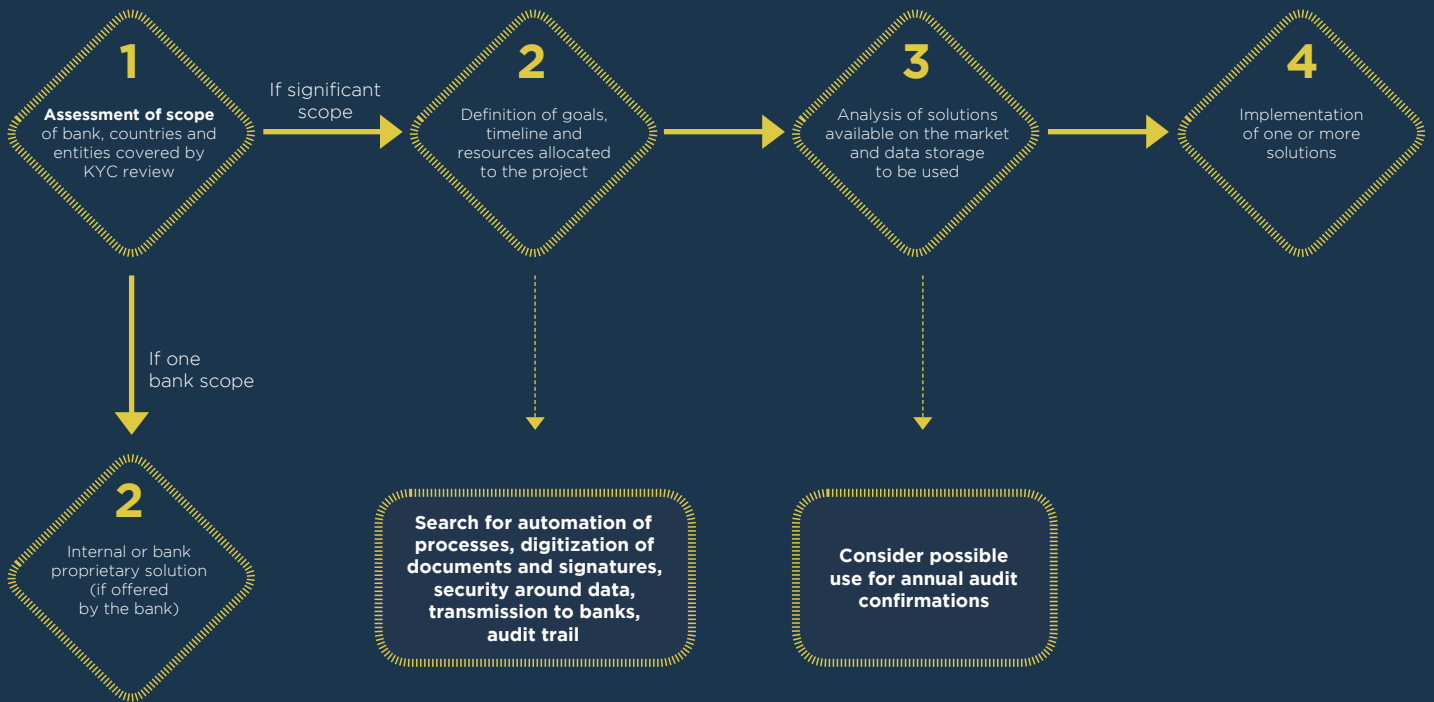 1
Assessment of scope
of bank, countries and
entities covered by
KYC review
If significant
scope
2
Definition of goals,
timeline and
resources allocated
to the project
3
Analysis of solutions
available on the market
and data storage
to be used
4
Implementation
of one or more
solutions
If one
bank scope
2
Internal or bank
proprietary solution
(if offered
by the bank)
Search for automation of
processes, digitization of
documents and signatures,
security around data,
transmission to banks,
audit trail
Consider possible
use for annual audit
confirmations